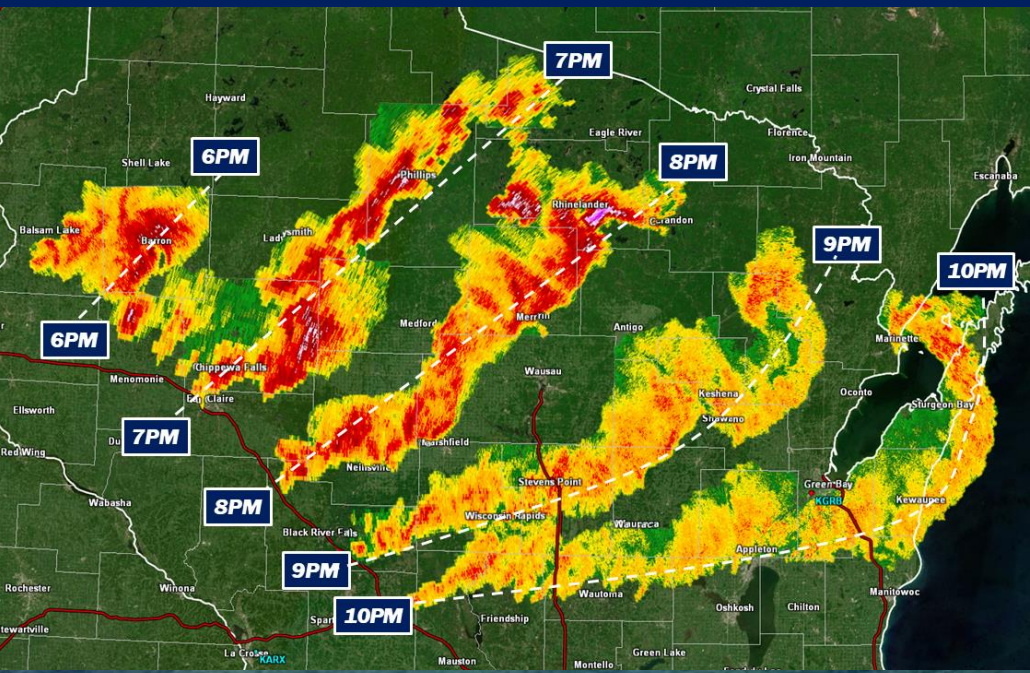 7PM
Hayward
Crystal Falls
Eagle River
Florence
6PM
8PM
Iron Mountain
Shell Lake
Phillips
Escanaba
Rhinelander
Balsam Lake
Barron
Ladysmith
9PM
10PM
Medford
Merrill
Antigo
Marinette
6PM
Chippewa Falls
Menomonie
Wausau
Keshena
Oconto
Eau Claire
Sturgeon Bay
Ellsworth
Shawano
7PM
Marshfield
Red Wing
Neillsville
Stevens Point
Green Bay
KGRB
Kewaunee
Wabasha
8PM
Wisconsin Rapids
Waupaca
Black River Falls
Appleton
9PM
Rochester
Winona
Wautoma
Manitowoc
10PM
Oshkosh
Chilton
Friendship
tewartville
La Crosse
KARX
Green Lake
Mauston
Montello